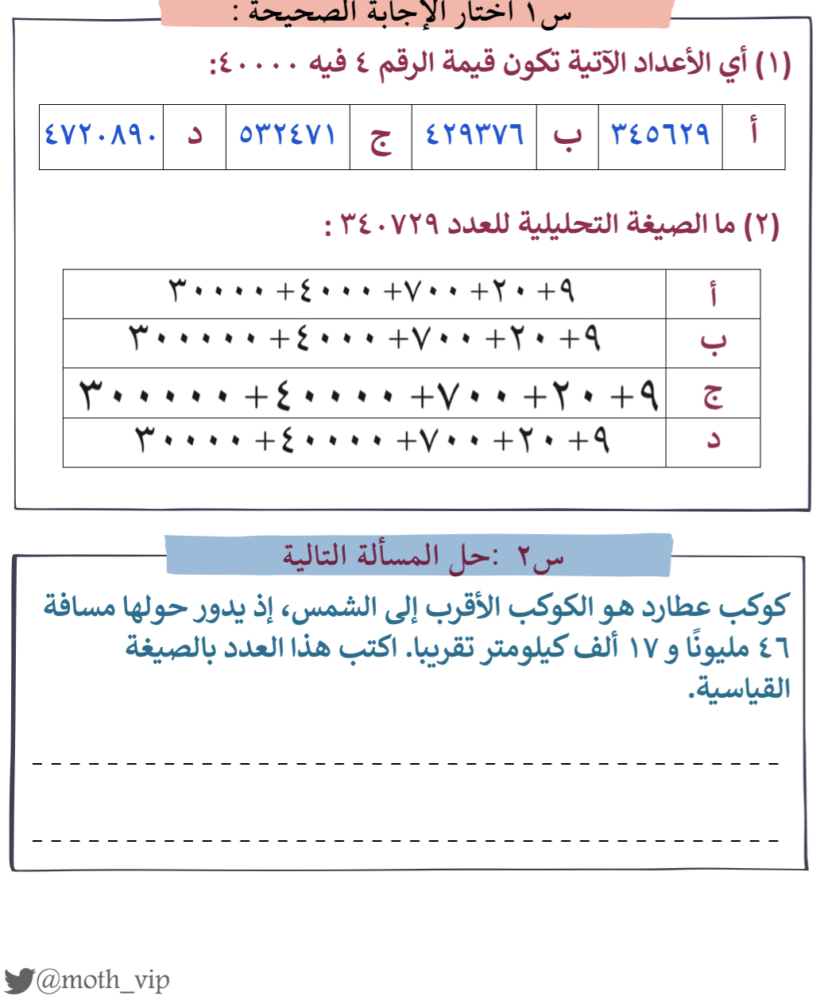 س١ اختار الإجابة الصحيحة :
(١) أي الأعداد الآتية تكون قيمة الرقم ٤ فيه ٤٠٠٠٠:
أ ٣٤٥٦٢٩ ب ٤٢٩٣٧٦ ج ٥٣٢٤٧١ د ٤٧٢٠٨٩٠
(٢) ما الصيغة التحليلية للعدد ٣٤٠٧٢٩ :
أ ٣٠٠٠٠ +٤٠٠٠ +٧٠٠ +٢٠ +٩
ب ٣٠٠٠٠٠ +٤٠٠٠ +٧٠٠ +٢٠ +٩
ج ٣٠٠٠٠٠ +٤٠٠٠٠ +٧٠٠ +٢٠ +٩
د ٣٠٠٠٠ +٤٠٠٠٠ +٧٠٠ +٢٠ +٩
س٢ :حل المسألة التالية
كوكب عطارد هو الكوكب الأقرب إلى الشمس، إذ يدور حولها مسافة
٤٦ مليونًا و ١٧ ألف كيلومتر تقريبا. اكتب هذا العدد بالصيغة
القياسية.
@moth_vip